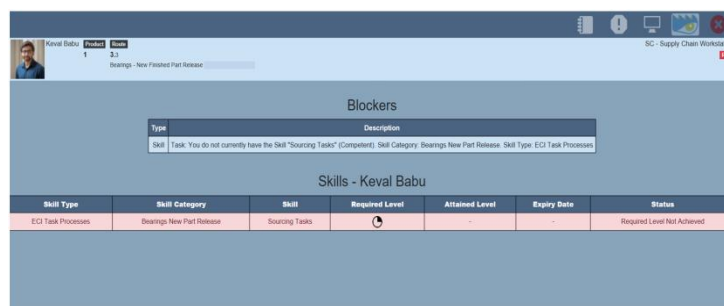 SC - Supply Chain
Keval Babu Product Route
1 3.
Bearings - New Finished Part Release
Blockers
Type Description
Skill Task: You do not currently have the Skill "Sourcing Tasks" (Competent). Skill Category: Bearings New Part Release. Skill Type: ECI Task Processes
Skills - Keval Babu
Skill Type Skill Category Skill Required Level Attained Level Expiry Date Status
ECI Task Processes Bearings New Part Release Sourcing Tasks - - Required Level Not Achieved